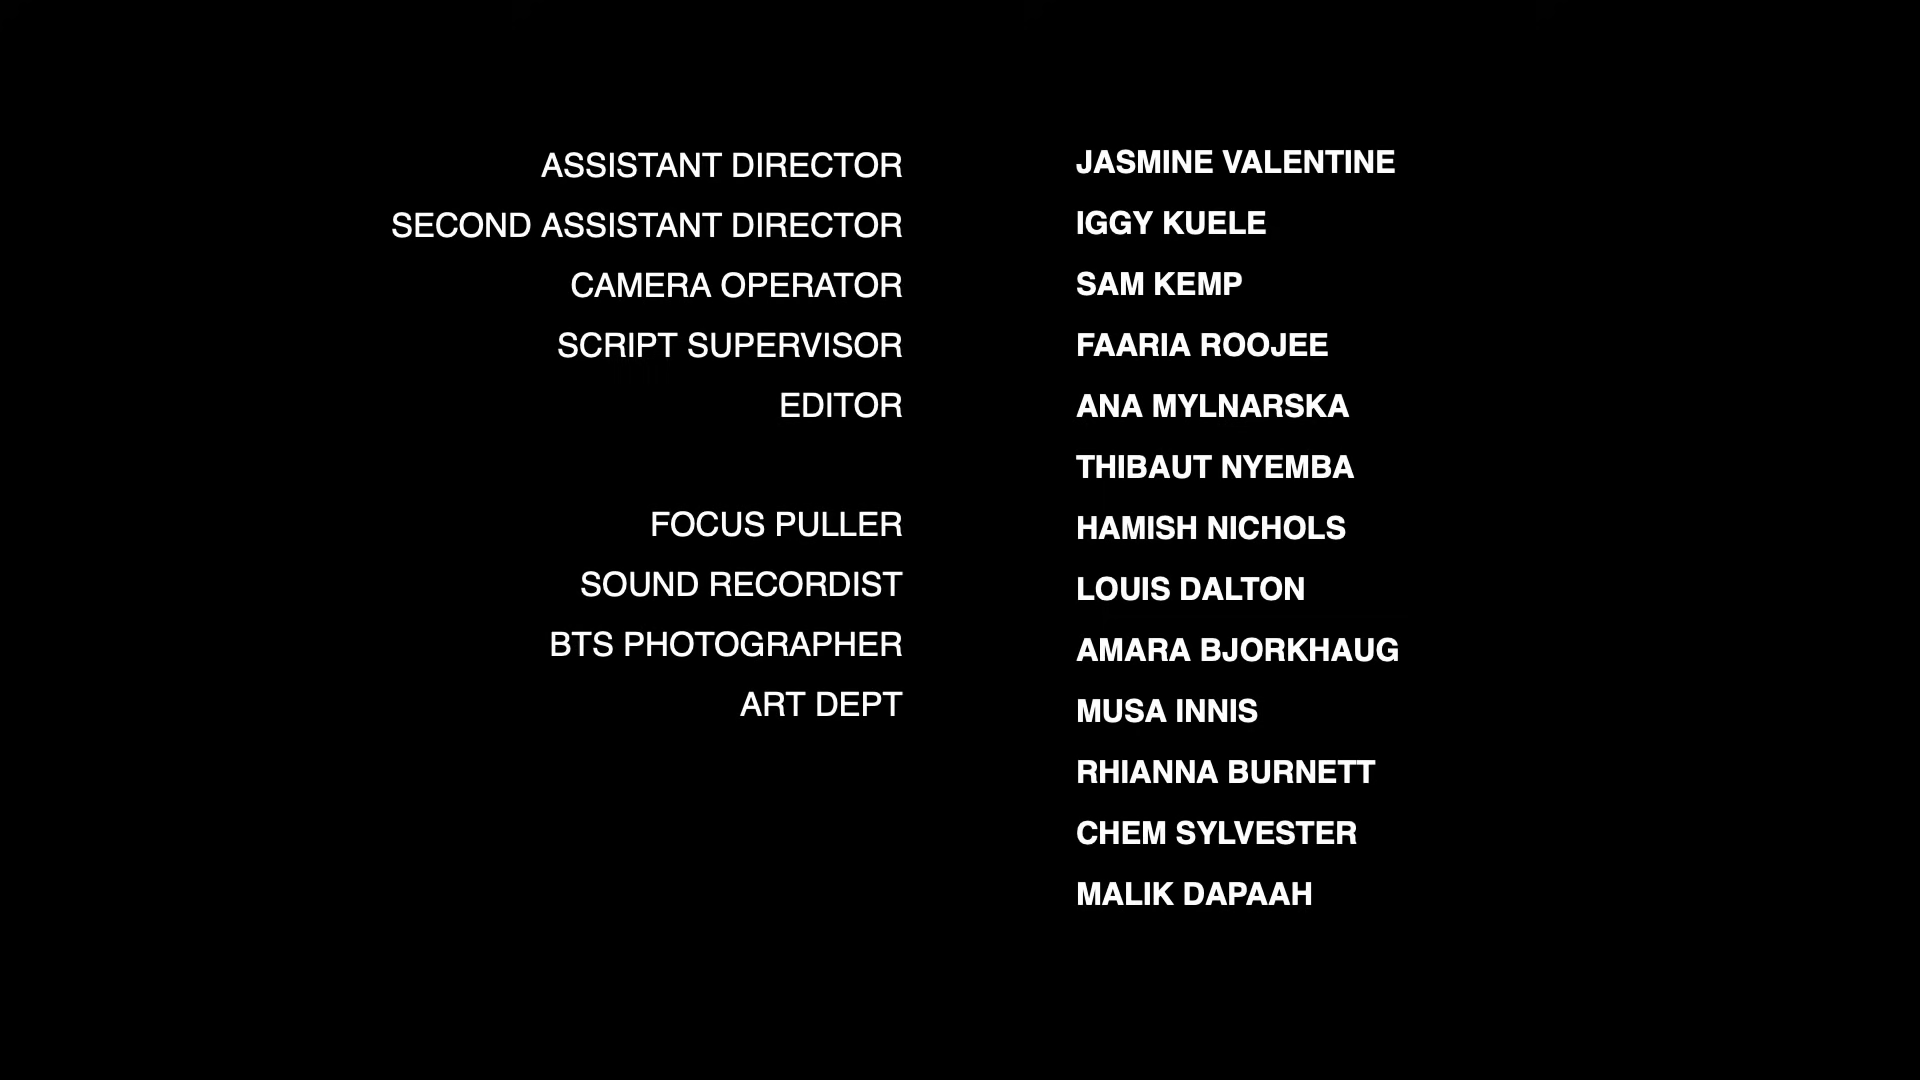 ASSISTANT DIRECTOR JASMINE VALENTINE
SECOND ASSISTANT DIRECTOR IGGY KUELE
CAMERA OPERATOR SAM KEMP
SCRIPT SUPERVISOR FAARIA ROOJEE
EDITOR ANA MYLNARSKA
THIBAUT NYEMBA
FOCUS PULLER HAMISH NICHOLS
SOUND RECORDIST LOUIS DALTON
BTS PHOTOGRAPHER AMARA BJORKHAUG
ART DEPT MUSA INNIS
RHIANNA BURNETT
CHEM SYLVESTER
MALIK DAPAAH